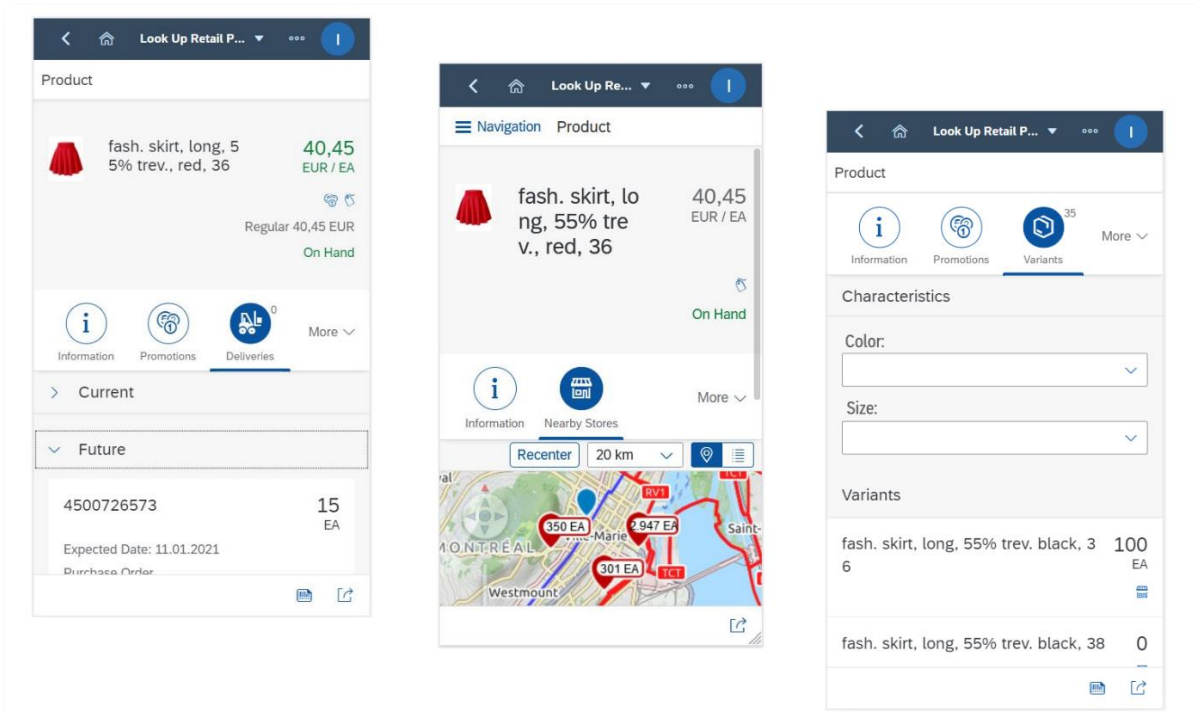 Look Up Retail P...
I
Product
fash. skirt, long, 5
5% trev., red, 36
40,45
EUR / EA
Regular 40,45 EUR
On Hand
0
Information
Promotions
Deliveries
More
Current
Future
4500726573
15
EA
Expected Date: 11.01.2021
Purchase Order
Look Up Re...
I
Navigation Product
fash. skirt, lo
ng, 55% tre
v., red, 36
40,45
EUR / EA
On Hand
Information
Nearby Stores
More
Recenter
20 km
RV1
350 EA
2.947 EA
-Marie
Saint-
MONTRÉAL
301 EA
TCT
TCT
Westmount
Look Up Retail P...
I
Product
35
Information
Promotions
Variants
More
Characteristics
Color:
Size:
Variants
fash. skirt, long, 55% trev. black, 3
6
100
EA
fash. skirt, long, 55% trev. black, 38
0